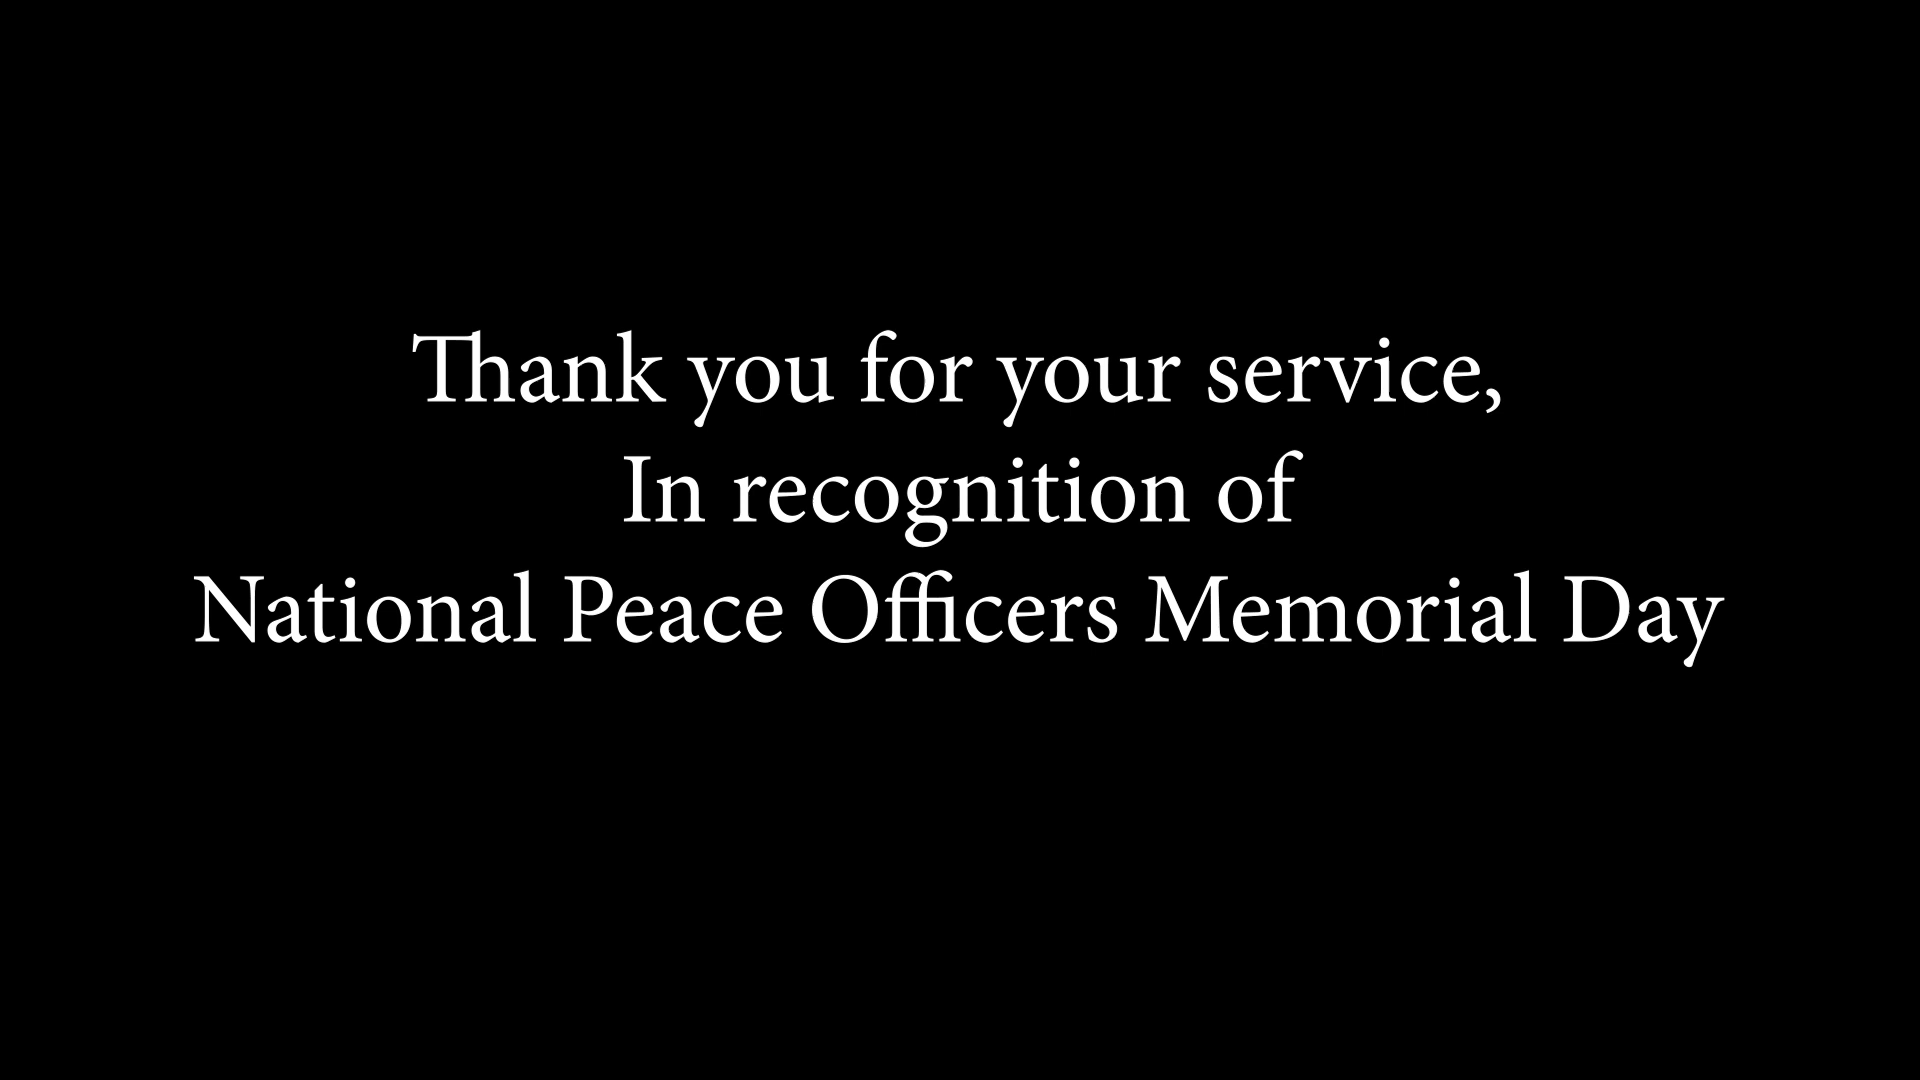 Thank you for your service,
In recognition of
National Peace Officers Memorial Day